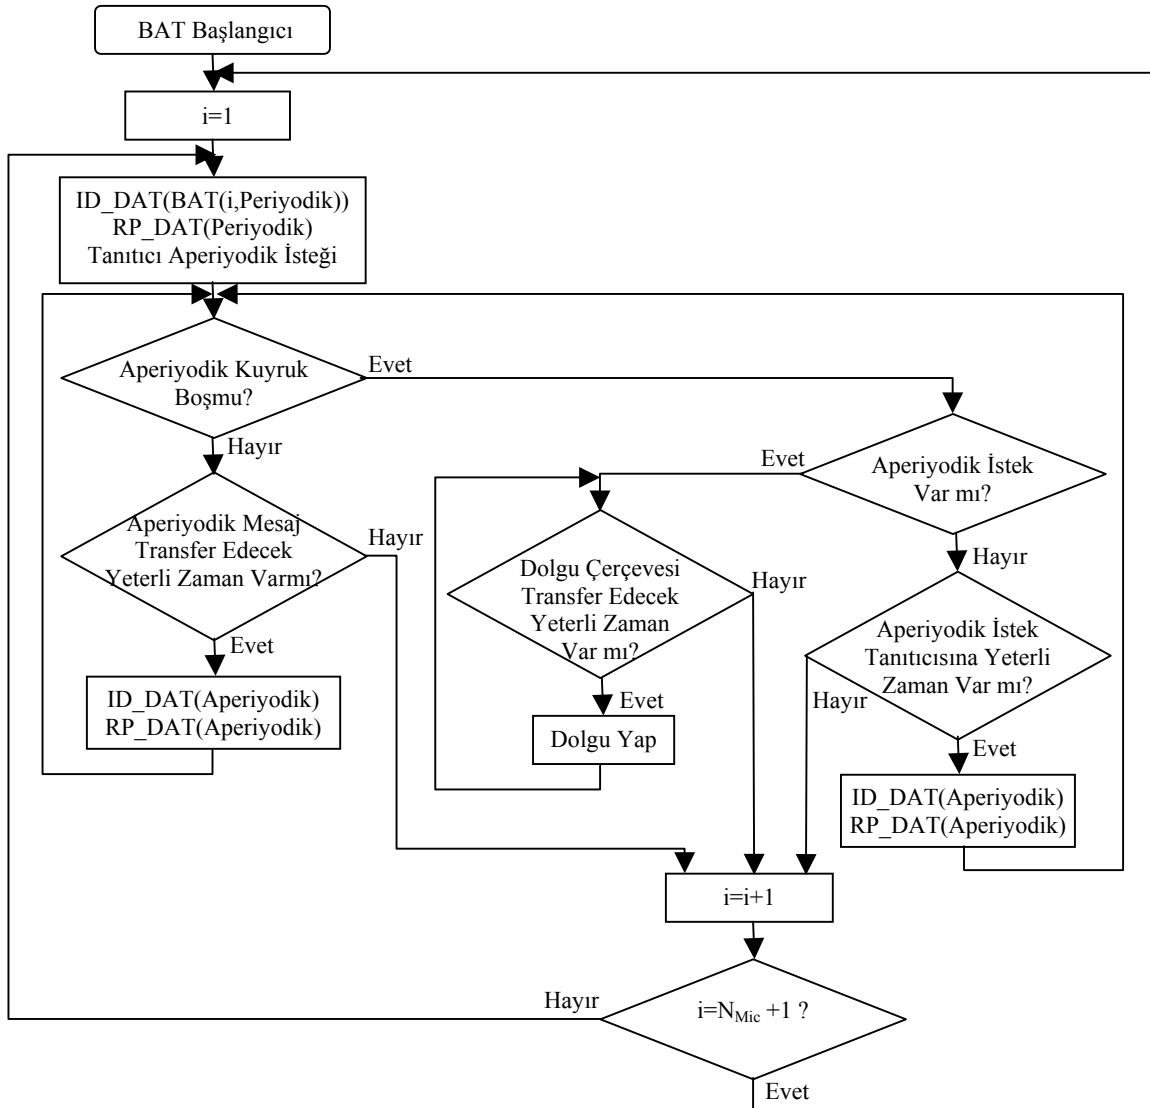 BAT Başlangıcı
i=1
ID_DAT(BAT(i,Periyodik))
RP_DAT(Periyodik)
Tanıtıcı Aperiyodik İsteği
Aperiyodik Kuyruk
Boşmu?
Evet
Hayır
Aperiyodik Mesaj
Transfer Edecek
Yeterli Zaman Varmı?
Hayır
Evet
ID_DAT(Aperiyodik)
RP_DAT(Aperiyodik)
Aperiyodik İstek
Var mı?
Evet
Hayır
Dolgu Çerçevesi
Transfer Edecek
Yeterli Zaman
Var mı?
Hayır
Evet
Dolgu Yap
Aperiyodik İstek
Tanıtıcısına Yeterli
Zaman Var mı?
Hayır
Evet
ID_DAT(Aperiyodik)
RP_DAT(Aperiyodik)
i=i+1
i=NMic +1 ?
Hayır
Evet